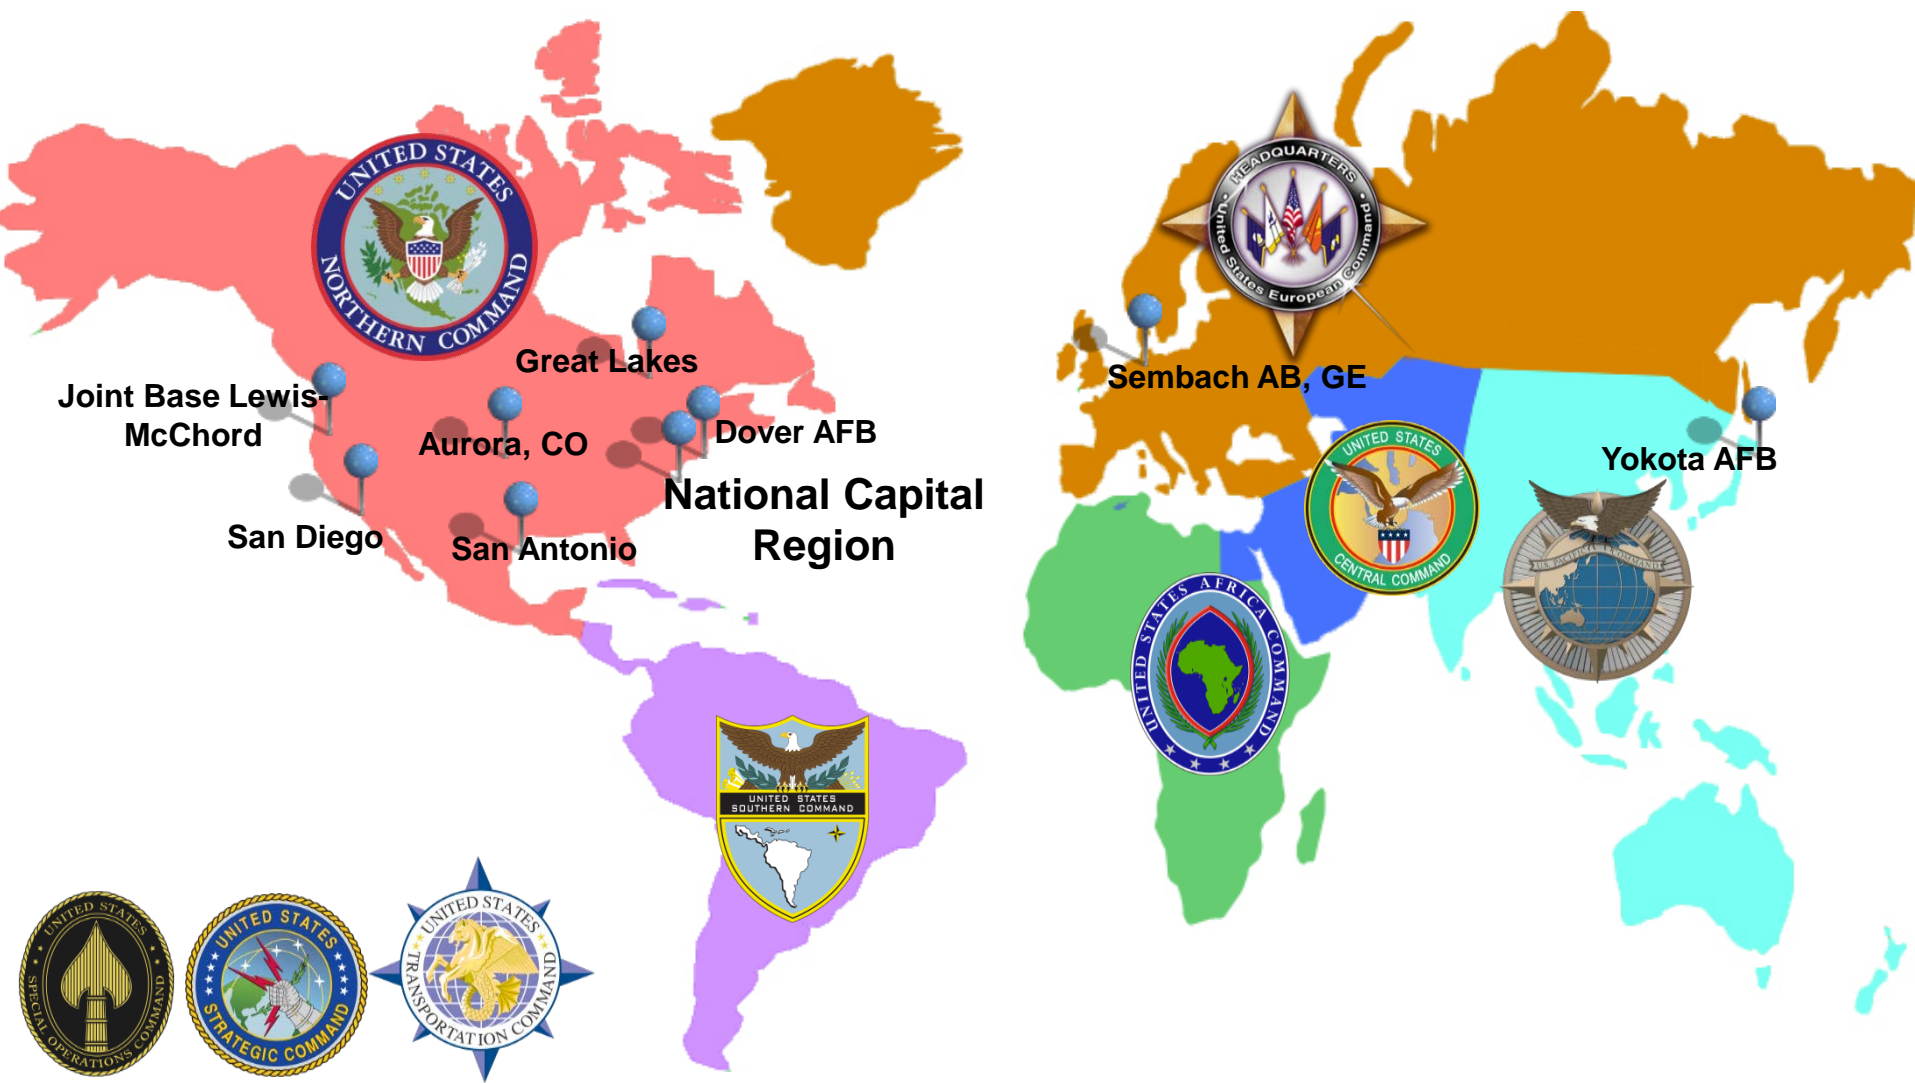 UNITED STATES
NORTHERN COMMAND
HEADQUARTERS
United States European Command
Great Lakes
Joint Base Lewis-
McChord
Sembach AB, GE
Aurora, CO
Dover AFB
Yokota AFB
National Capital
Region
San Diego
San Antonio
UNITED STATES
CENTRAL COMMAND
U.S. PACIFIC COMMAND
UNITED STATES AFRICA COMMAND
UNITED STATES
SOUTHERN COMMAND
UNITED STATES
SPECIAL OPERATIONS COMMAND
UNITED STATES
STRATEGIC COMMAND
UNITED STATES
TRANSPORTATION COMMAND